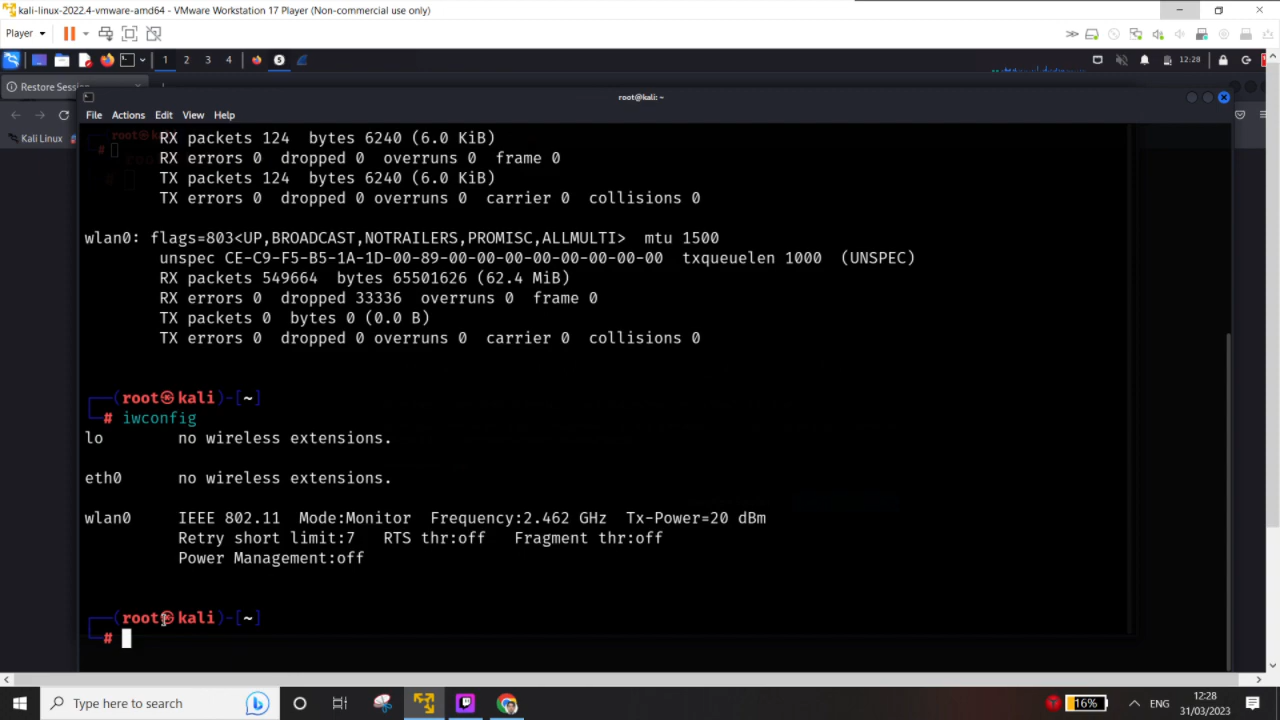 kali-linux-2022.4-vmware-amd64 - VMware Workstation 17 Player (Non-commercial use only)
Player
1 2 3 4 5 12:28
Restore Session
root@kali: ~
File Actions Edit View Help
Kali Linux
RX packets 124 bytes 6240 (6.0 KiB)
RX errors 0 dropped 0 overruns 0 frame 0
TX packets 124 bytes 6240 (6.0 KiB)
TX errors 0 dropped 0 overruns 0 carrier 0 collisions 0
wlan0: flags=803<UP,BROADCAST,NOTRAILERS,PROMISC,ALLMULTI> mtu 1500
unspec CE-C9-F5-B5-1A-1D-00-89-00-00-00-00-00-00-00-00 txqueuelen 1000 (UNSPEC)
RX packets 549664 bytes 65501626 (62.4 MiB)
RX errors 0 dropped 33336 overruns 0 frame 0
TX packets 0 bytes 0 (0.0 B)
TX errors 0 dropped 0 overruns 0 carrier 0 collisions 0
(root㉿kali)-[~]
# iwconfig
lo no wireless extensions.
eth0 no wireless extensions.
wlan0 IEEE 802.11 Mode:Monitor Frequency:2.462 GHz Tx-Power=20 dBm
Retry short limit:7 RTS thr:off Fragment thr:off
Power Management:off
(root㉿kali)-[~]
#
Type here to search
16% ENG
12:28
31/03/2023